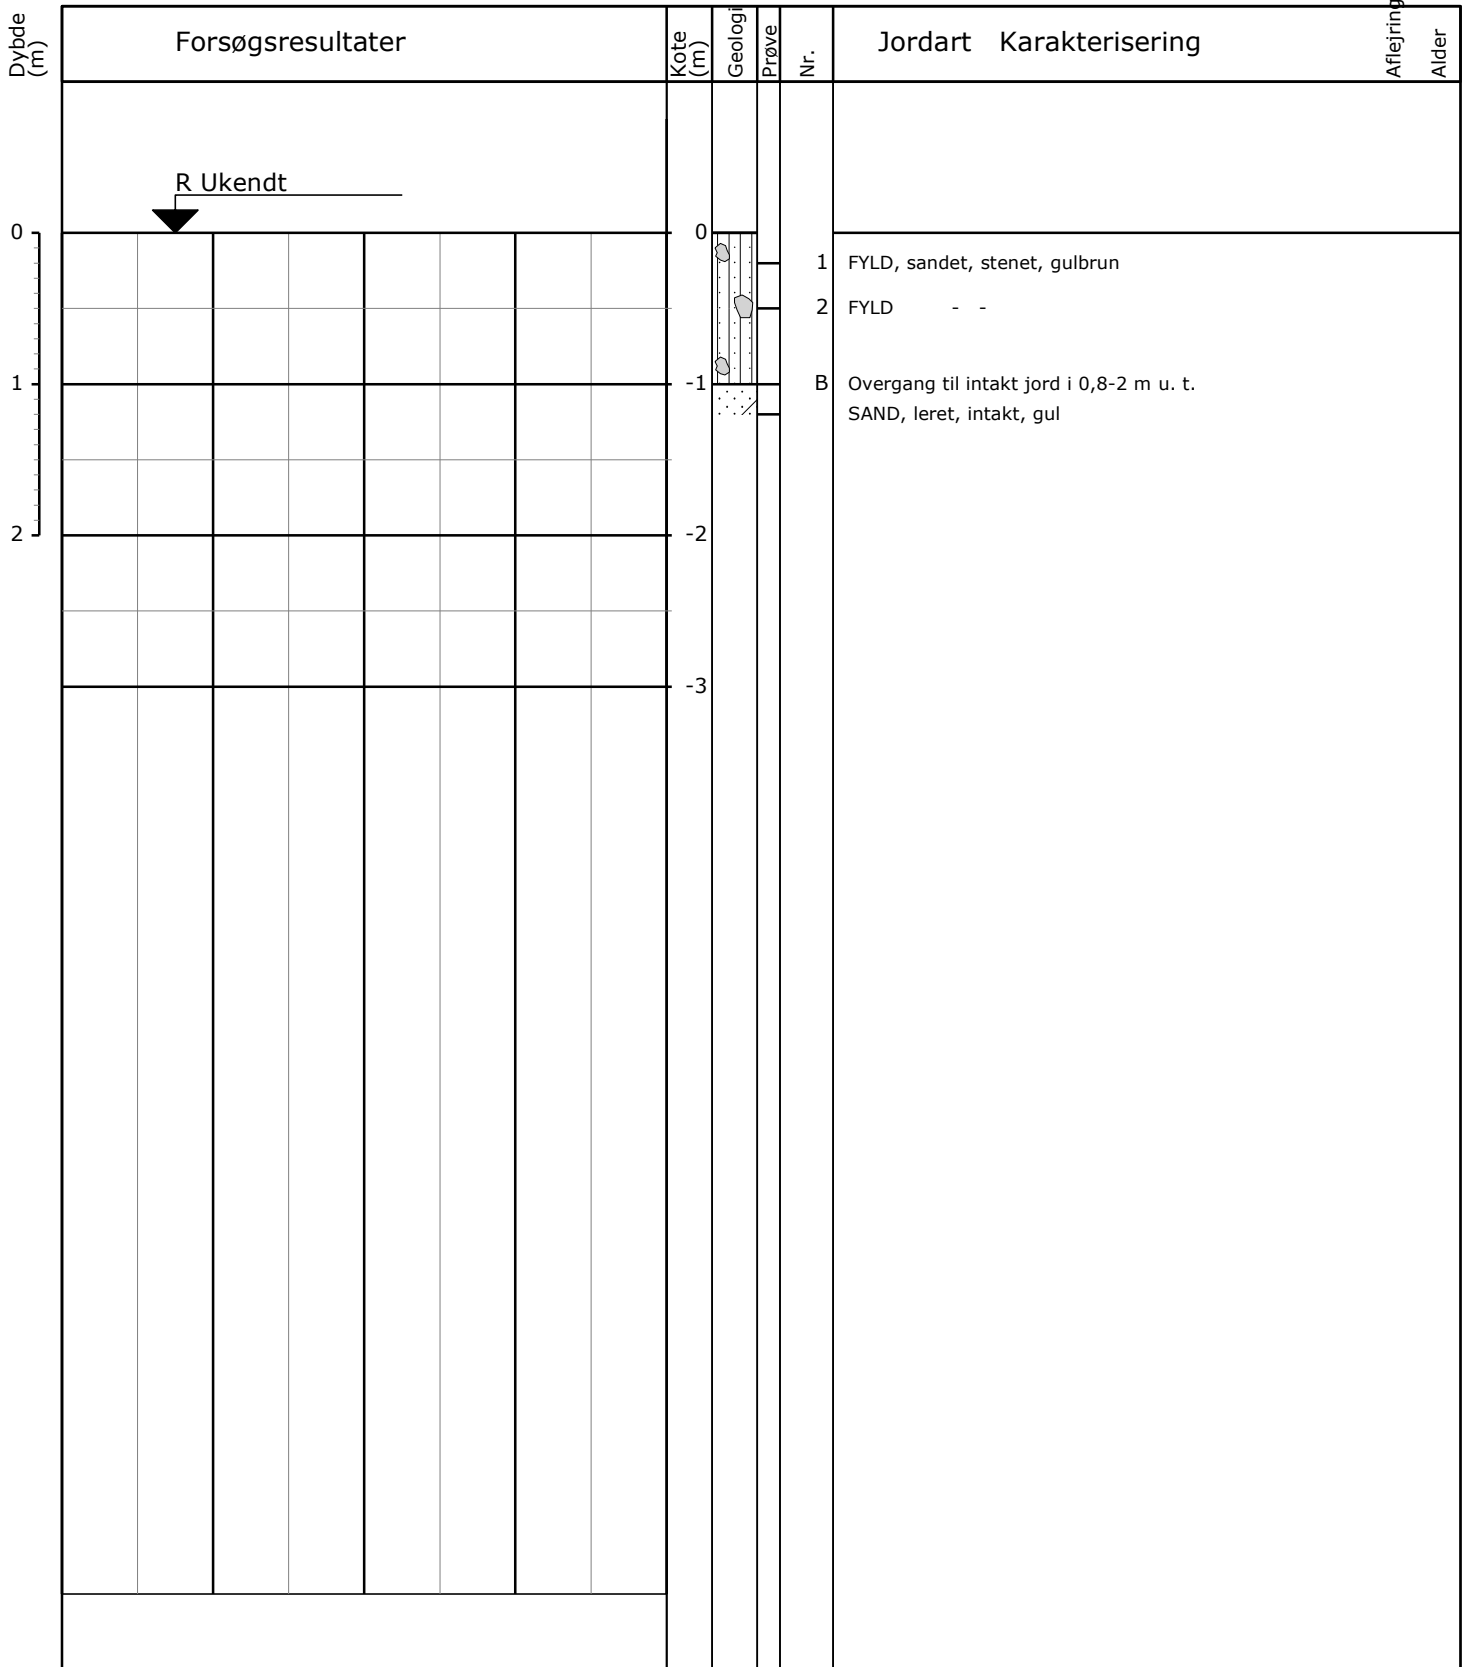 Dybde (m)
Forsøgsresultater
Kote (m)
Geologi
Prøve
Nr.
Jordart Karakterisering
Aflejring
Alder
R Ukendt
0 0
1 FYLD, sandet, stenet, gulbrun
2 FYLD - -
1 -1 B Overgang til intakt jord i 0,8-2 m u. t.
SAND, leret, intakt, gul
2 -2
-3